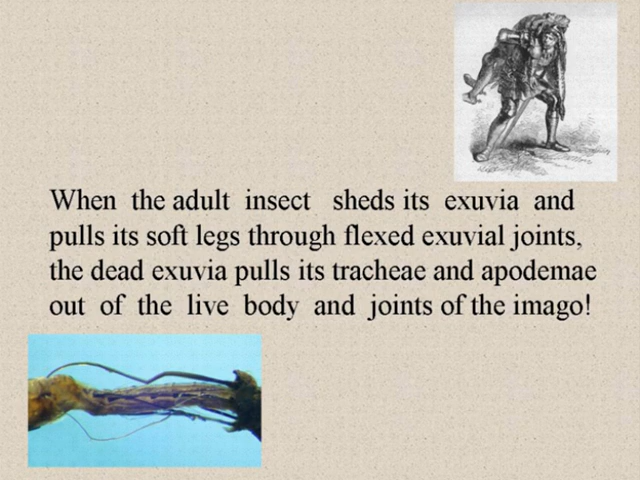 When the adult insect sheds its exuvia and
pulls its soft legs through flexed exuvial joints,
the dead exuvia pulls its tracheae and apodemae
out of the live body and joints of the imago!